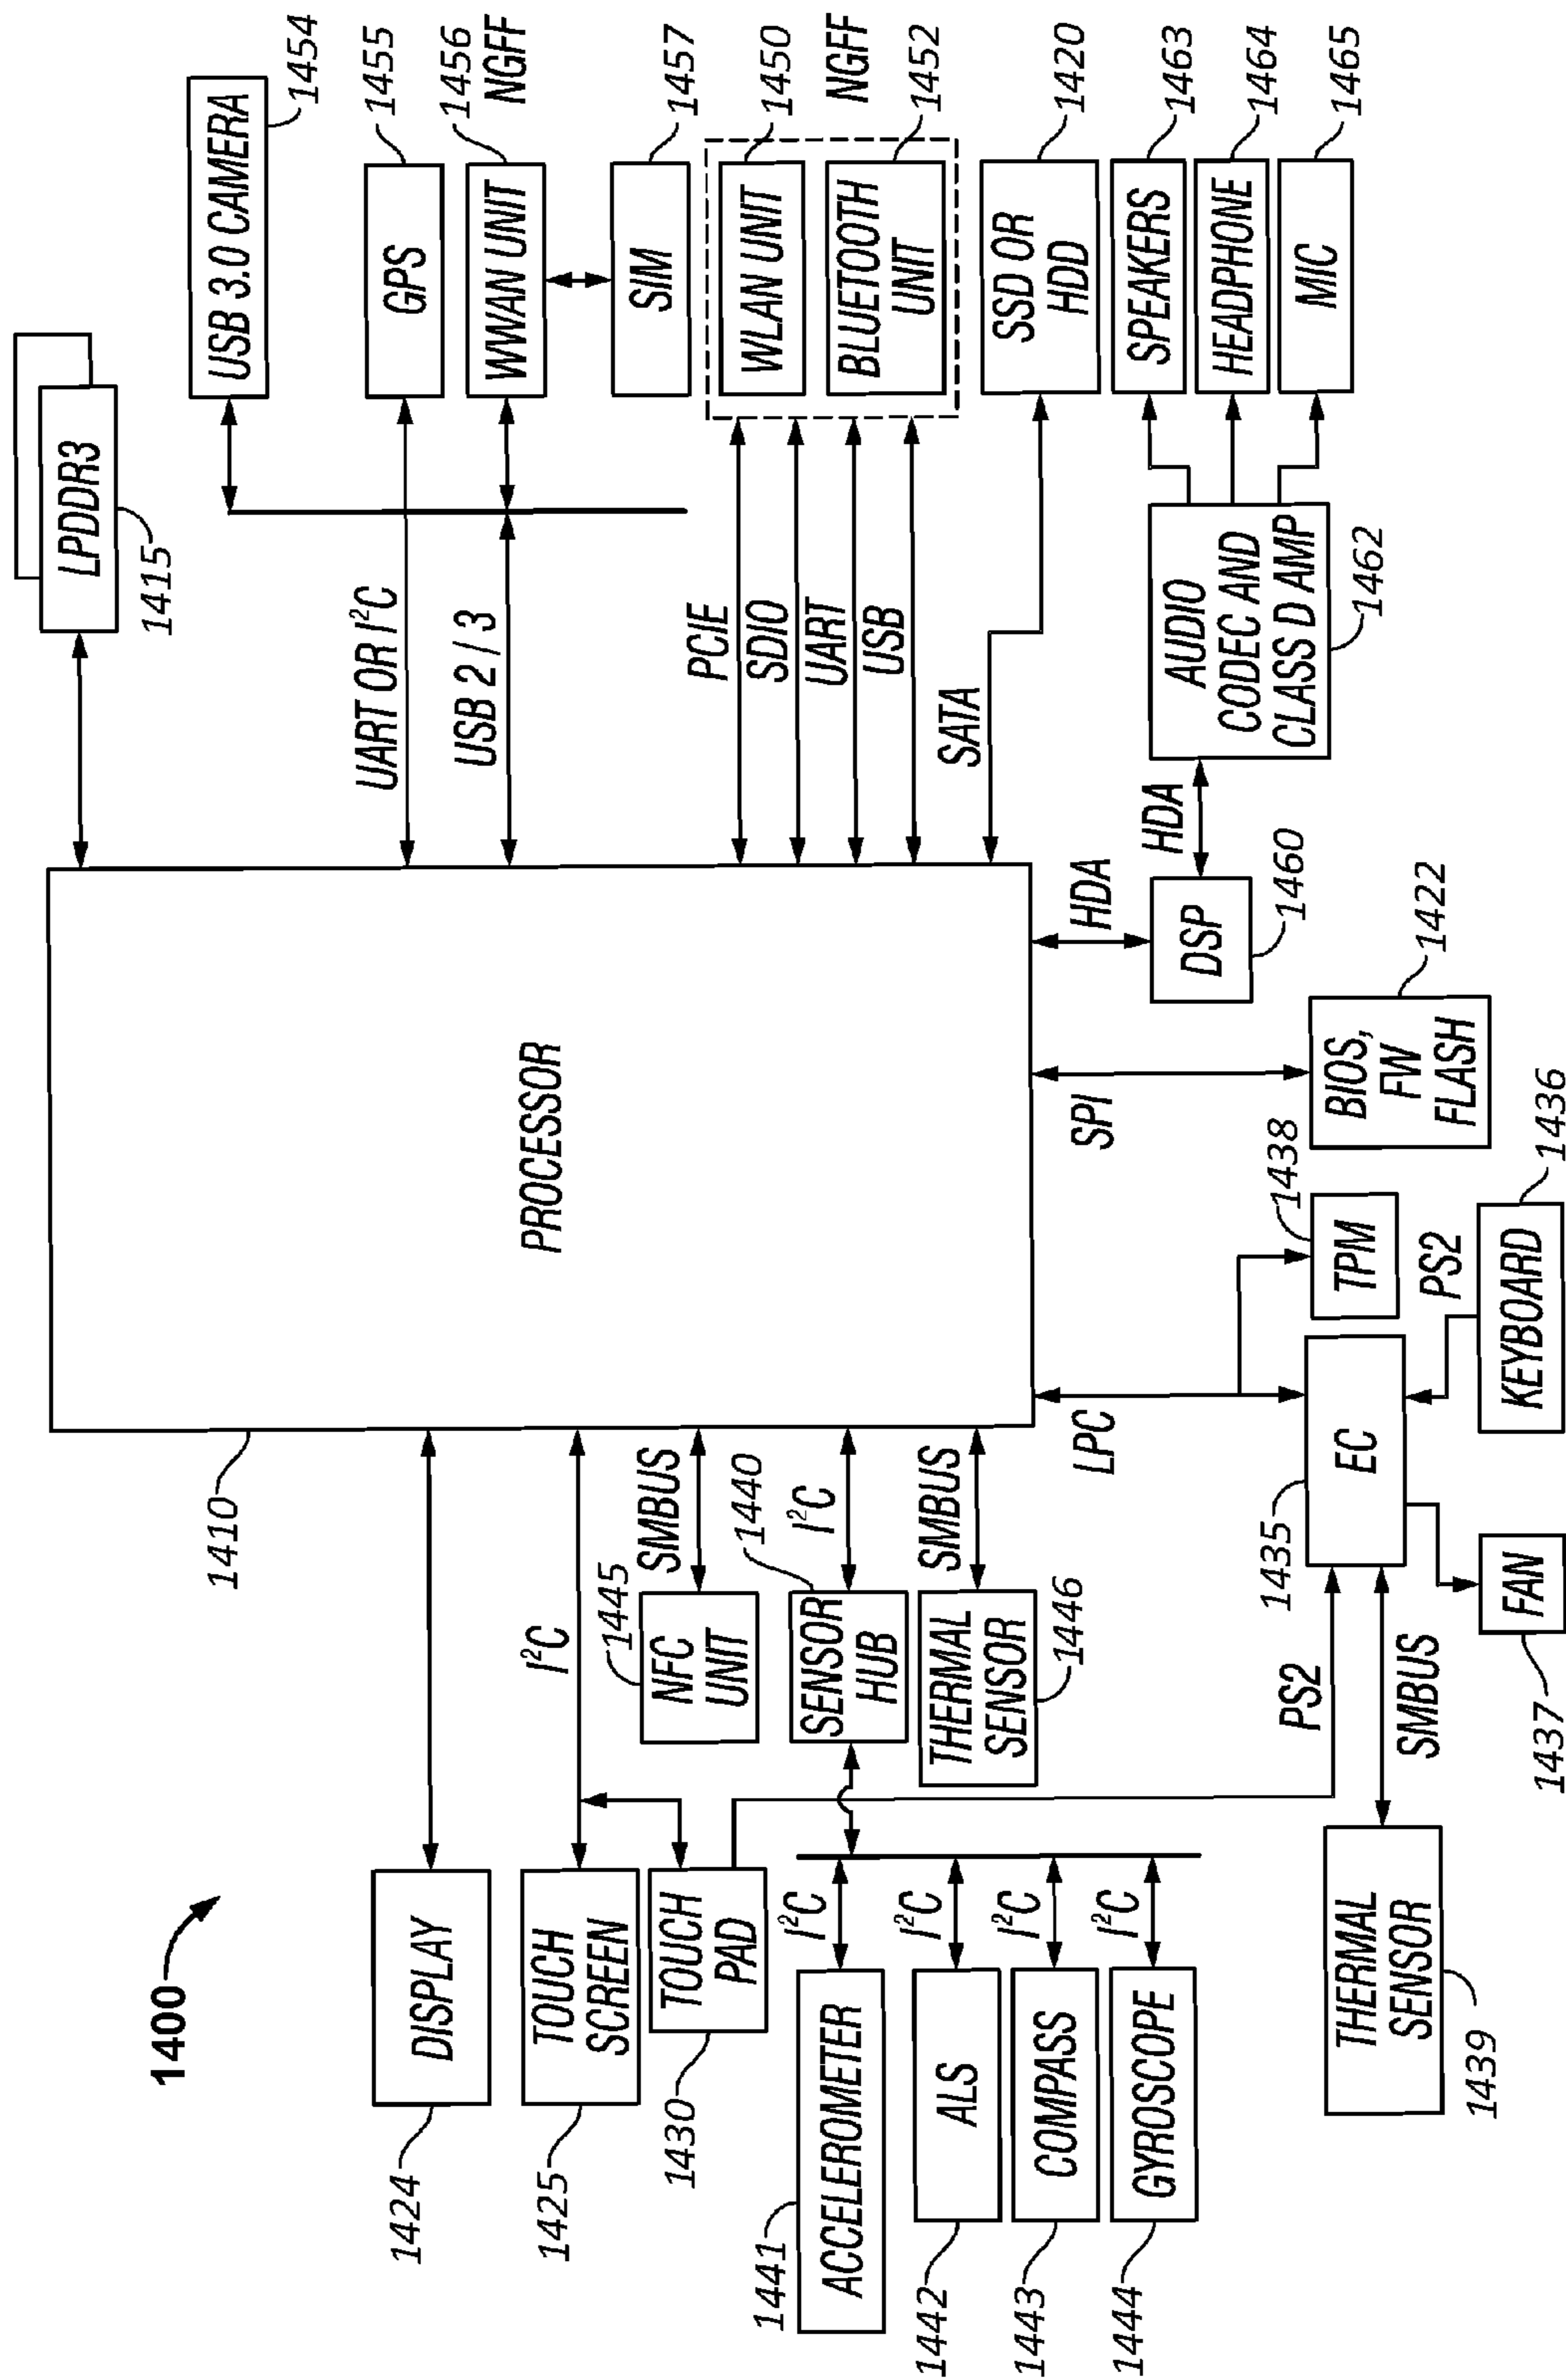 1400
LPDDR3
1415
USB 3.0 CAMERA
1454
1410
PROCESSOR
DISPLAY
1424
UART OR I²C
GPS
1455
USB 2 / 3
WWAN UNIT
1456
NGFF
SIM
1457
TOUCH
SCREEN
1425
I²C
TOUCH
PAD
1430
NFC
UNIT
1445
SMBUS
SENSOR
HUB
1440
I²C
THERMAL
SENSOR
1446
SMBUS
PCIE
SDIO
UART
USB
WLAN UNIT
1450
NGFF
BLUETOOTH
UNIT
1452
SATA
SSD OR
HDD
1420
ACCELEROMETER
1441
I²C
ALS
1442
I²C
COMPASS
1443
I²C
GYROSCOPE
1444
I²C
LPC
SPI
HDA
DSP
1460
HDA
AUDIO
CODEC AND
CLASS D AMP
1462
SPEAKERS
1463
HEADPHONE
1464
MIC
1465
THERMAL
SENSOR
1439
PS2
SMBUS
EC
1435
TPM
1438
BIOS,
FW
FLASH
1422
FAN
1437
PS2
KEYBOARD
1436